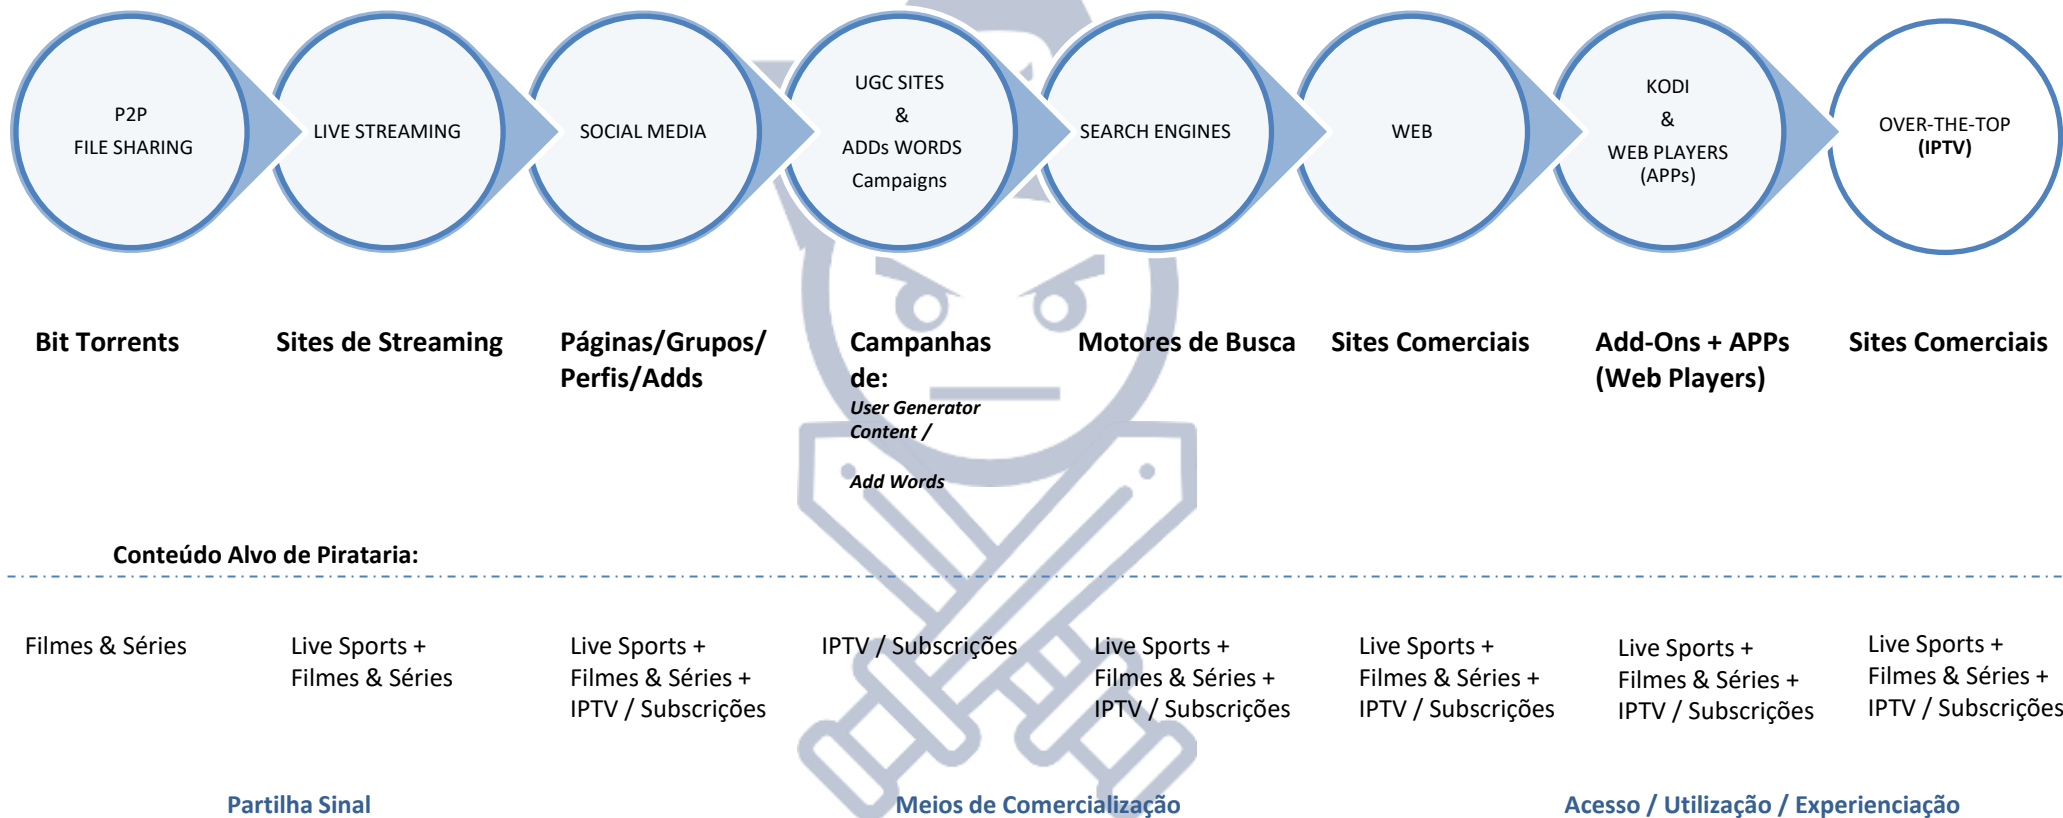 P2P
FILE SHARING
LIVE STREAMING
SOCIAL MEDIA
UGC SITES
&
ADDs WORDS
Campaigns
SEARCH ENGINES
WEB
KODI
&
WEB PLAYERS
(APPs)
OVER-THE-TOP
(IPTV)
Bit Torrents
Sites de Streaming
Páginas/Grupos/
Perfis/Adds
Campanhas
de:
User Generator
Content /
Add Words
Motores de Busca
Sites Comerciais
Add-Ons + APPs
(Web Players)
Sites Comerciais
Conteúdo Alvo de Pirataria:
Filmes & Séries
Live Sports +
Filmes & Séries
Live Sports +
Filmes & Séries +
IPTV / Subscrições
IPTV / Subscrições
Live Sports +
Filmes & Séries +
IPTV / Subscrições
Live Sports +
Filmes & Séries +
IPTV / Subscrições
Live Sports +
Filmes & Séries +
IPTV / Subscrições
Live Sports +
Filmes & Séries +
IPTV / Subscrições
Partilha Sinal
Meios de Comercialização
Acesso / Utilização / Experienciação